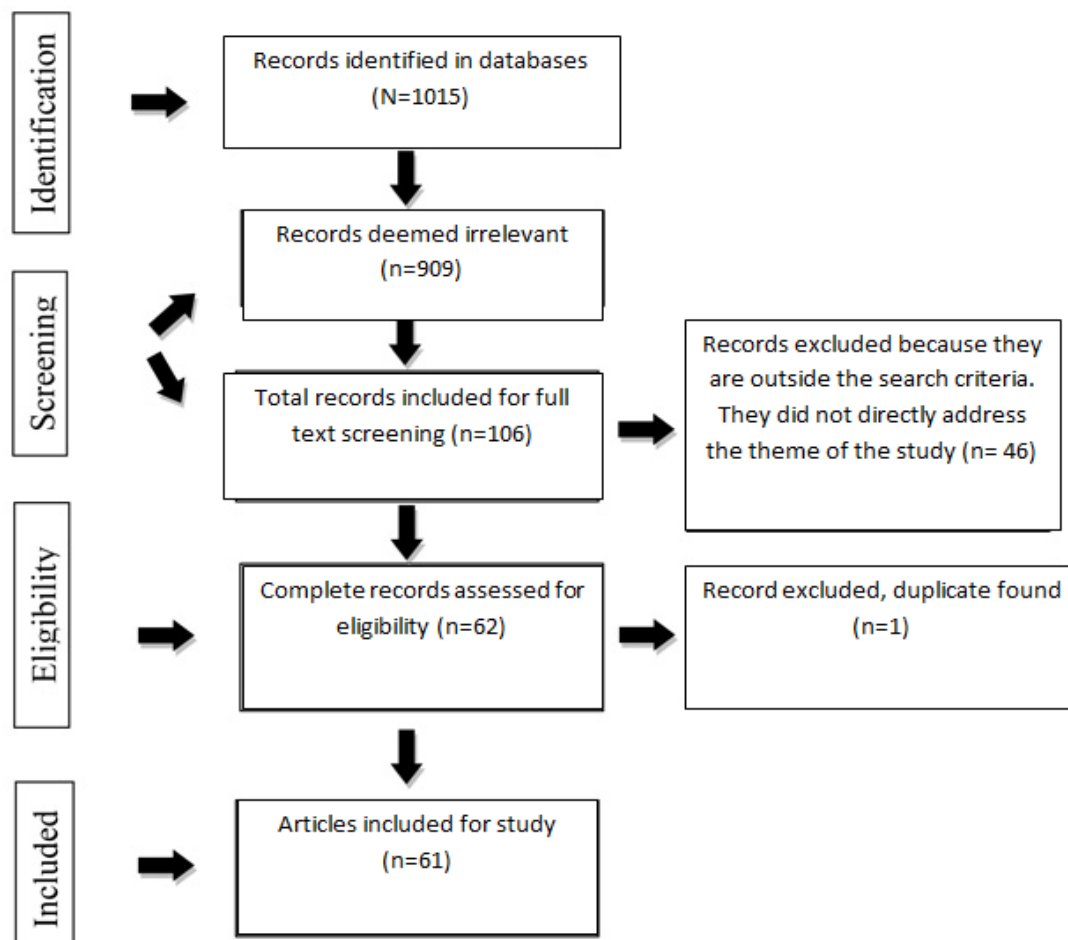 Identification
Records identified in databases
(N=1015)
Records deemed irrelevant
(n=909)
Screening
Total records included for full
text screening (n=106)
Records excluded because they
are outside the search criteria.
They did not directly address
the theme of the study (n= 46)
Eligibility
Complete records assessed for
eligibility (n=62)
Record excluded, duplicate found
(n=1)
Included
Articles included for study
(n=61)